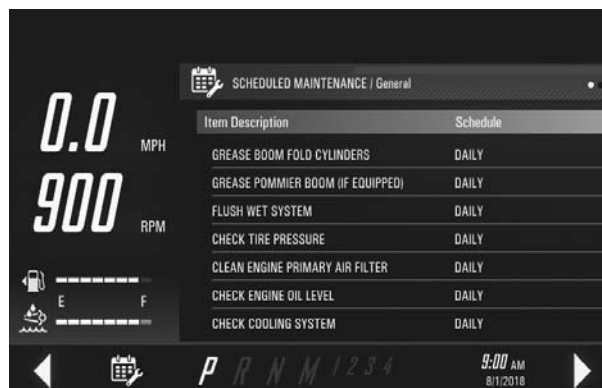 SCHEDULED MAINTENANCE / General
0.0 MPH
900 RPM
Item Description Schedule
GREASE BOOM FOLD CYLINDERS DAILY
GREASE POMMIER BOOM (IF EQUIPPED) DAILY
FLUSH WET SYSTEM DAILY
CHECK TIRE PRESSURE DAILY
CLEAN ENGINE PRIMARY AIR FILTER DAILY
CHECK ENGINE OIL LEVEL DAILY
CHECK COOLING SYSTEM DAILY
E F
P R N M 1 2 3 4
9:00 AM
8/1/2018